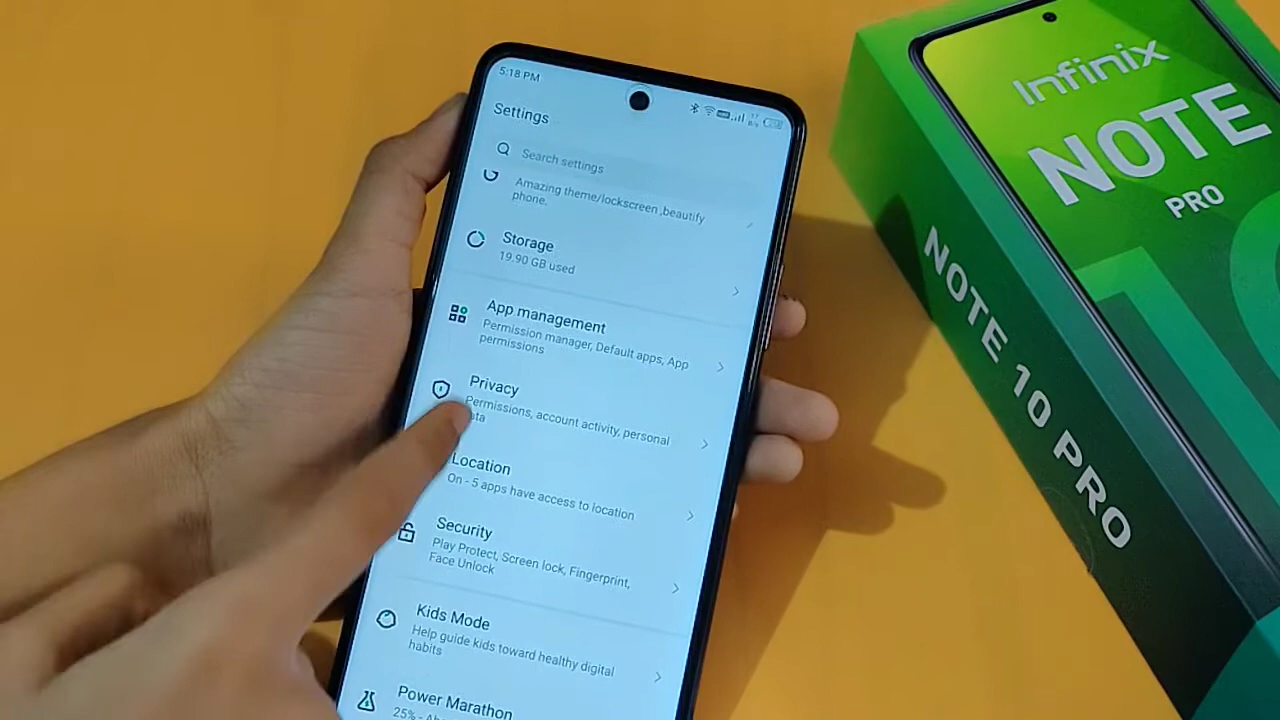 5:18 PM
Settings
Search settings
Amazing theme/lockscreen ,beautify
phone.
Storage
19.90 GB used
App management
Permission manager, Default apps, App
permissions
Privacy
Permissions, account activity, personal
Location
On - 5 apps have access to location
Security
Play Protect, Screen lock, Fingerprint,
Face Unlock
Kids Mode
Help guide kids toward healthy digital
habits
Power Marathon
25%
Infinix
NOTE
PRO
10
NOTE 10 PRO